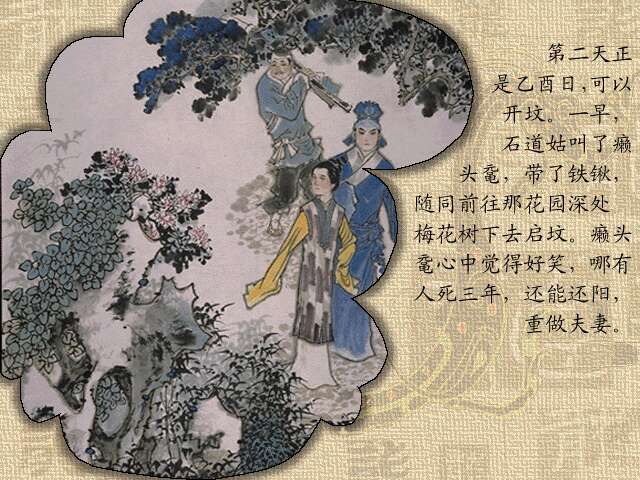 第二天正
是乙酉日,可以
开坟。一早，
石道姑叫了癞
头鼋，带了铁锹，
随同前往那花园深处
梅花树下去启坟。癞头
鼋心中觉得好笑，哪有
人死三年，还能还阳，
重做夫妻。